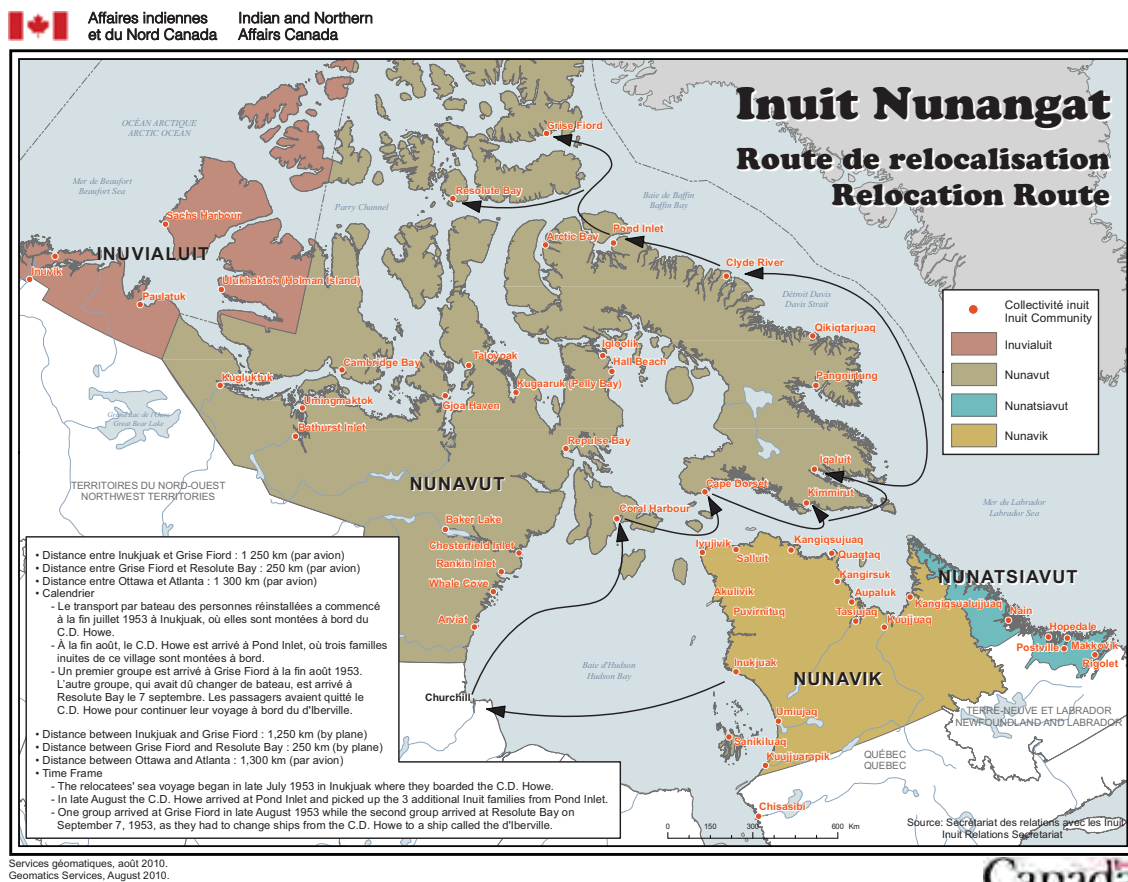 Affaires indiennes
et du Nord Canada
Indian and Northern
Affairs Canada
Inuit Nunangat
Route de relocalisation
Relocation Route
OCÉAN ARCTIQUE
ARCTIC OCEAN
Mer de Beaufort
Beaufort Sea
Parry Channel
Baie de Baffin
Baffin Bay
Détroit Davis
Davis Strait
Grise Fiord
Resolute Bay
Sachs Harbour
INUVIALUIT
Inuvik
Paulatuk
Ulukhaktok (Holman Island)
Arctic Bay
Pond Inlet
Clyde River
Qikiqtarjuaq
Pangnirtung
Igloolik
Hall Beach
Taloyoak
Cambridge Bay
Kugluktuk
Kugaaruk (Pelly Bay)
Gjoa Haven
Umingmaktok
Bathurst Inlet
Grand Lac de l'Ours
Great Bear Lake
Repulse Bay
Iqaluit
Kimmirut
Cape Dorset
Coral Harbour
NUNAVUT
TERRITOIRES DU NORD-OUEST
NORTHWEST TERRITORIES
Baker Lake
Chesterfield Inlet
Rankin Inlet
Whale Cove
Arviat
Churchill
Mer du Labrador
Labrador Sea
Collectivité inuit
Inuit Community
Inuvialuit
Nunavut
Nunatsiavut
Nunavik
Ivujivik
Salluit
Kangiqsujuaq
Quagtaq
Kangirsuk
Akulivik
Puvirnituq
Aupaluk
Tasiujaq
Kuujjuaq
Kangiqsualujjuaq
NUNATSIAVUT
Nain
Hopedale
Postville
Makkovik
Rigolet
Inukjuak
NUNAVIK
Baie d'Hudson
Hudson Bay
Umiujaq
Sanikiluaq
Kuujjuarapik
Chisasibi
TERRE-NEUVE ET LABRADOR
NEWFOUNDLAND AND LABRADOR
QUÉBEC
QUEBEC
• Distance entre Inukjuak et Grise Fiord : 1 250 km (par avion)
• Distance entre Grise Fiord et Resolute Bay : 250 km (par avion)
• Distance entre Ottawa et Atlanta : 1 300 km (par avion)
• Calendrier
- Le transport par bateau des personnes réinstallées a commencé
à la fin juillet 1953 à Inukjuak, où elles sont montées à bord du
C.D. Howe.
- À la fin août, le C.D. Howe est arrivé à Pond Inlet, où trois familles
inuites de ce village sont montées à bord.
- Un premier groupe est arrivé à Grise Fiord à la fin août 1953.
L'autre groupe, qui avait dû changer de bateau, est arrivé à
Resolute Bay le 7 septembre. Les passagers avaient quitté le
C.D. Howe pour continuer leur voyage à bord du d'Iberville.
• Distance between Inukjuak and Grise Fiord : 1,250 km (by plane)
• Distance between Grise Fiord and Resolute Bay : 250 km (by plane)
• Distance between Ottawa and Atlanta : 1,300 km (par avion)
• Time Frame
- The relocatees' sea voyage began in late July 1953 in Inukjuak where they boarded the C.D. Howe.
- In late August the C.D. Howe arrived at Pond Inlet and picked up the 3 additional Inuit families from Pond Inlet.
- One group arrived at Grise Fiord in late August 1953 while the second group arrived at Resolute Bay on
September 7, 1953, as they had to change ships from the C.D. Howe to a ship called the d'Iberville.
0 150 300 600 Km
0
Source: Secrétariat des relations avec les Inuit
Inuit Relations Secretariat
Services géomatiques, août 2010.
Geomatics Services, August 2010.
Canada